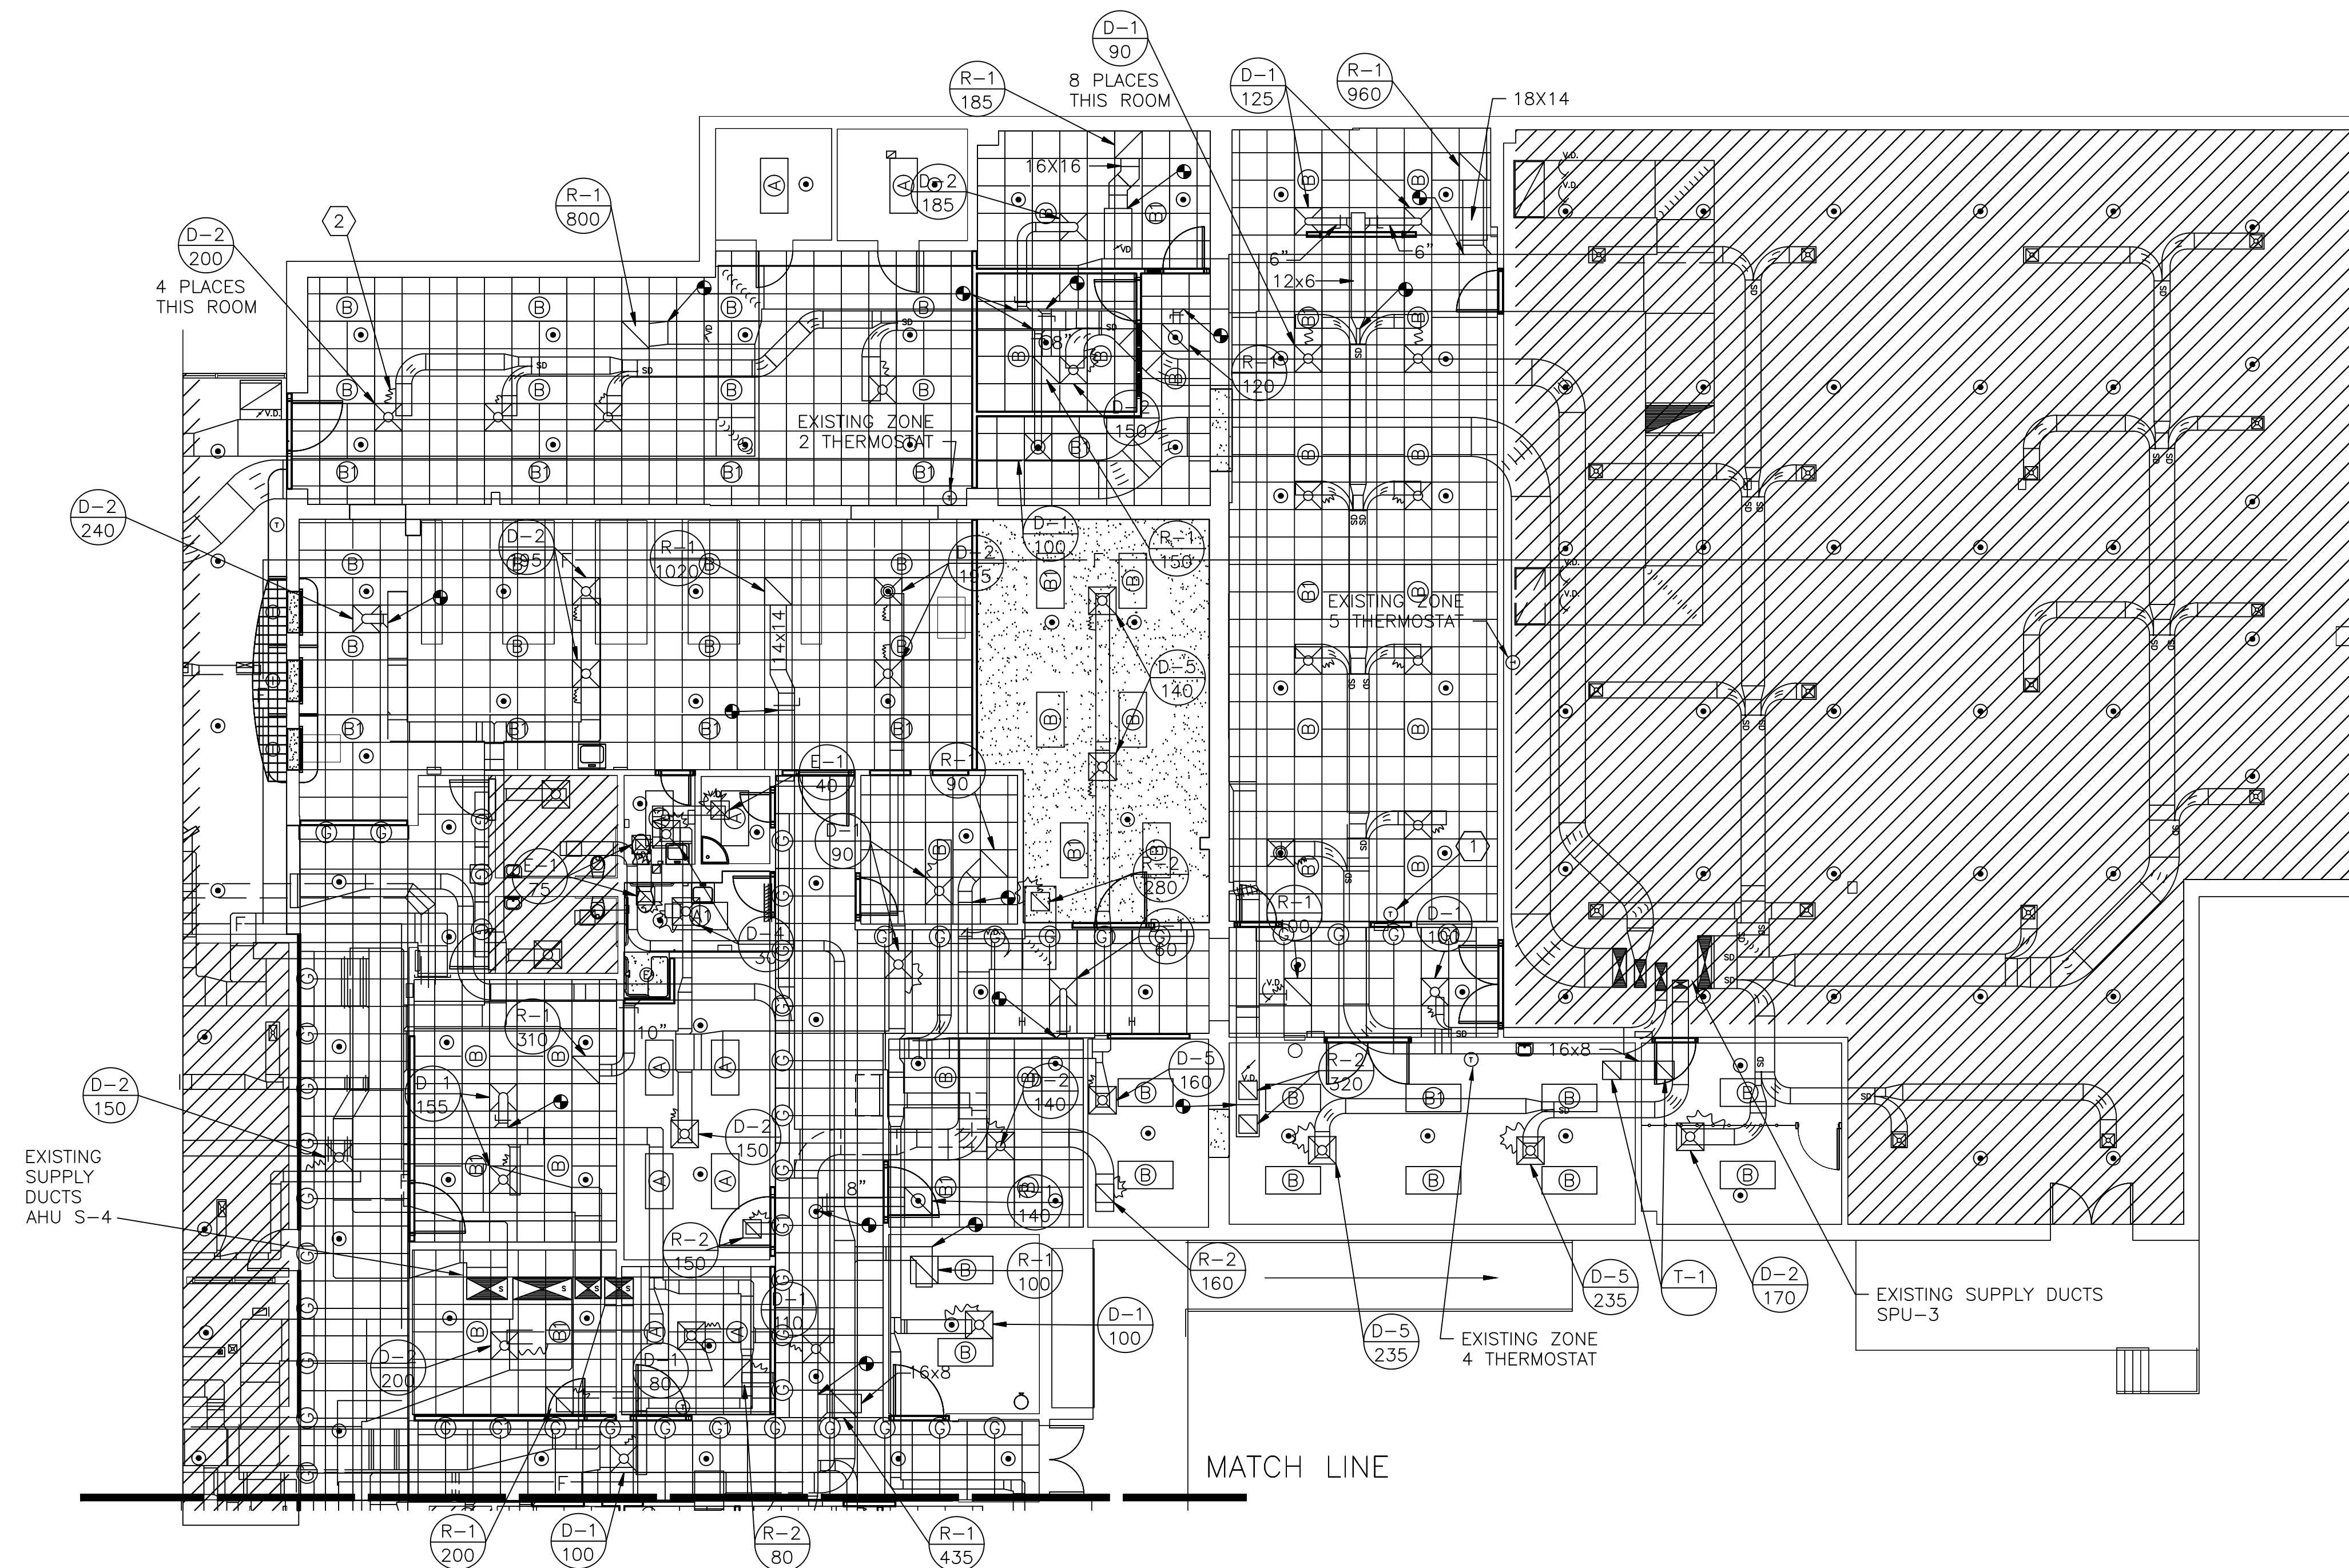 D-1
90
8 PLACES
THIS ROOM
R-1
185
D-1
125
R-1
960
18X14
16X16
D-2
185
R-1
800
2
D-2
200
4 PLACES
THIS ROOM
6"
6"
12x6
8"
R-1
120
D-2
150
EXISTING ZONE
2 THERMOSTAT
D-2
240
D-2
195
R-1
1020
D-2
195
D-1
100
R-1
150
14x14
EXISTING ZONE
5 THERMOSTAT
D-5
140
E-1
40
R-1
90
D-1
90
1
E-1
75
R-2
280
R-1
100
D-1
100
D-4
50
D-1
60
R-1
310
10"
D-2
150
D-1
155
D-2
140
D-5
160
R-2
320
16x8
D-2
150
EXISTING
SUPPLY
DUCTS
AHU S-4
8"
R-1
140
R-2
150
R-1
100
R-2
160
D-5
235
T-1
D-2
170
EXISTING SUPPLY DUCTS
SPU-3
D-1
110
D-1
100
D-5
235
EXISTING ZONE
4 THERMOSTAT
D-2
200
D-1
80
16x8
MATCH LINE
R-1
200
D-1
100
R-2
80
R-1
435